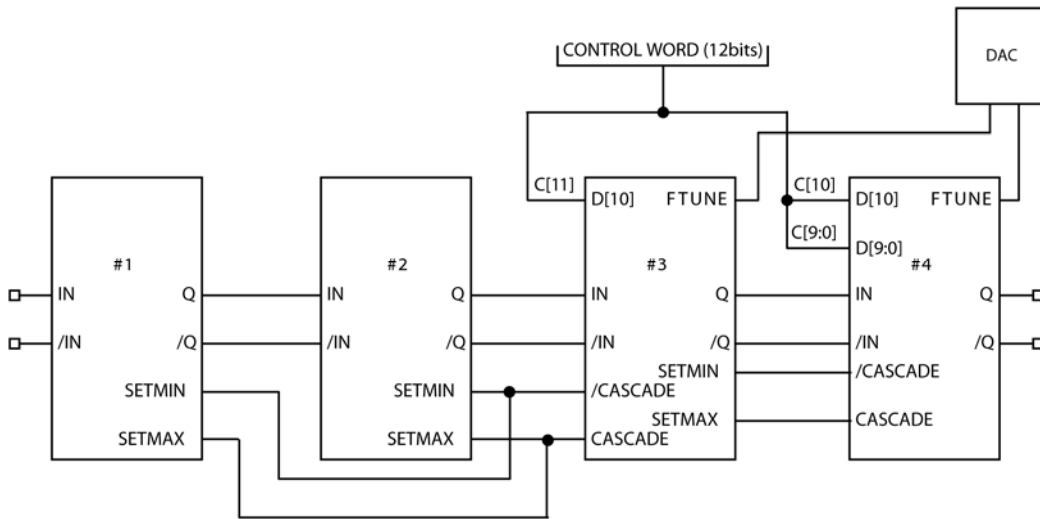 CONTROL WORD (12bits)
DAC
C[11]
C[10]
C[9:0]
#1
IN
/IN
Q
/Q
SETMIN
SETMAX
#2
IN
/IN
Q
/Q
SETMIN
SETMAX
D[10]
FTUNE
#3
IN
/IN
Q
/Q
SETMIN
/CASCADE
SETMAX
CASCADE
D[10]
FTUNE
D[9:0]
#4
IN
/IN
Q
/Q
/CASCADE
CASCADE